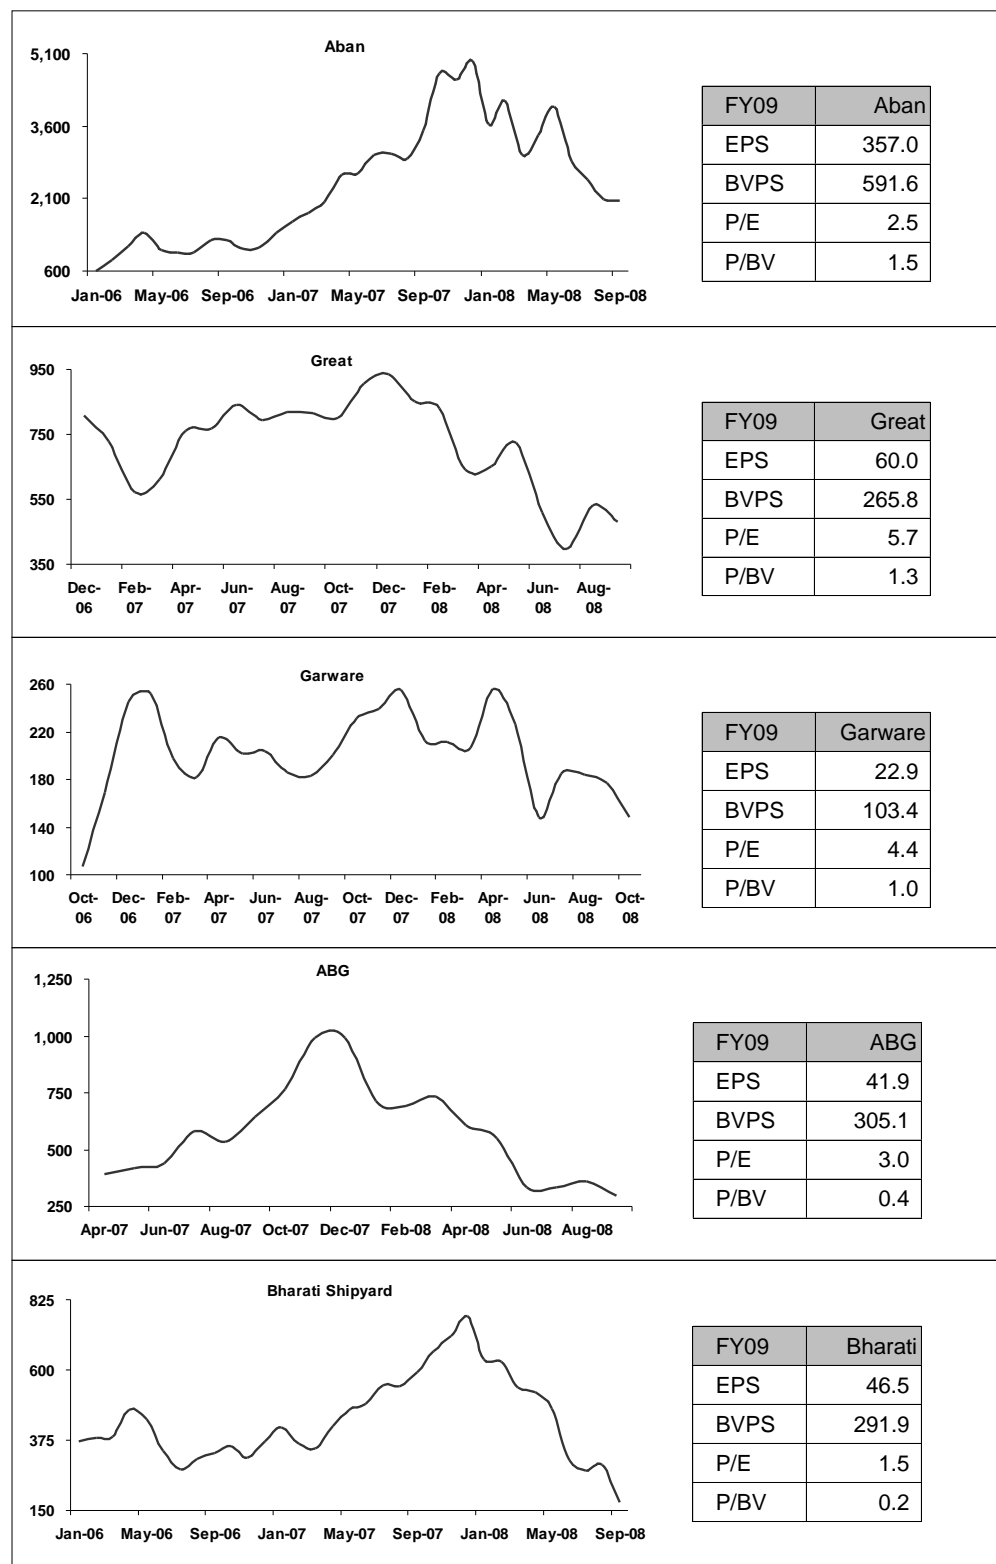 Aban
5,100
3,600
2,100
600
Jan-06 May-06 Sep-06 Jan-07 May-07 Sep-07 Jan-08 May-08 Sep-08
FY09 Aban
EPS 357.0
BVPS 591.6
P/E 2.5
P/BV 1.5
Great
950
750
550
350
Dec- Feb- Apr- Jun- Aug- Oct- Dec- Feb- Apr- Jun- Aug-
06 07 07 07 07 07 07 08 08 08 08
FY09 Great
EPS 60.0
BVPS 265.8
P/E 5.7
P/BV 1.3
Garware
260
220
180
140
100
Oct- Dec- Feb- Apr- Jun- Aug- Oct- Dec- Feb- Apr- Jun- Aug- Oct-
06 06 07 07 07 07 07 07 08 08 08 08 08
FY09 Garware
EPS 22.9
BVPS 103.4
P/E 4.4
P/BV 1.0
ABG
1,250
1,000
750
500
250
Apr-07 Jun-07 Aug-07 Oct-07 Dec-07 Feb-08 Apr-08 Jun-08 Aug-08
FY09 ABG
EPS 41.9
BVPS 305.1
P/E 3.0
P/BV 0.4
Bharati Shipyard
825
600
375
150
Jan-06 May-06 Sep-06 Jan-07 May-07 Sep-07 Jan-08 May-08 Sep-08
FY09 Bharati
EPS 46.5
BVPS 291.9
P/E 1.5
P/BV 0.2